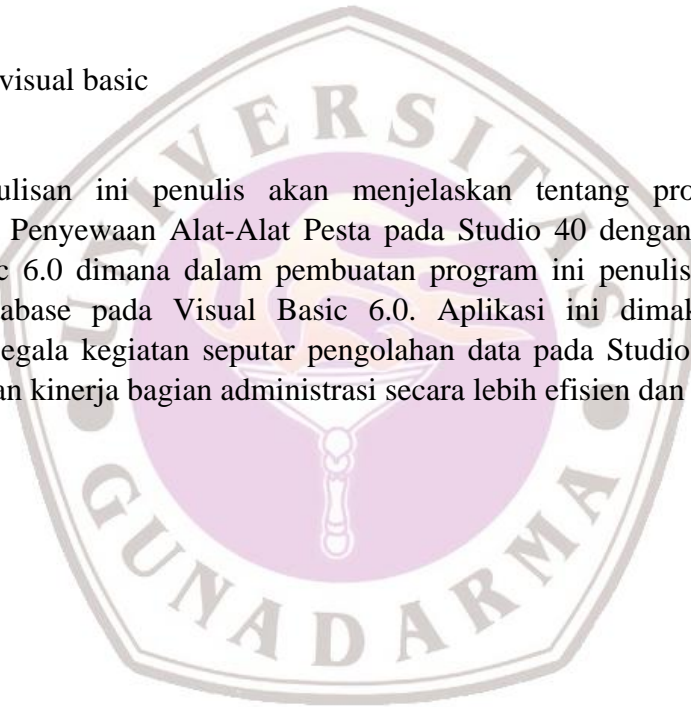 visual basic
ulisan ini penulis akan menjelaskan tentang pro
Penyewaan Alat-Alat Pesta pada Studio 40 dengan
c 6.0 dimana dalam pembuatan program ini penulis
abase pada Visual Basic 6.0. Aplikasi ini dimak
egala kegiatan seputar pengolahan data pada Studio
an kinerja bagian administrasi secara lebih efisien dan
UNIVERSITAS
GUNADARMA